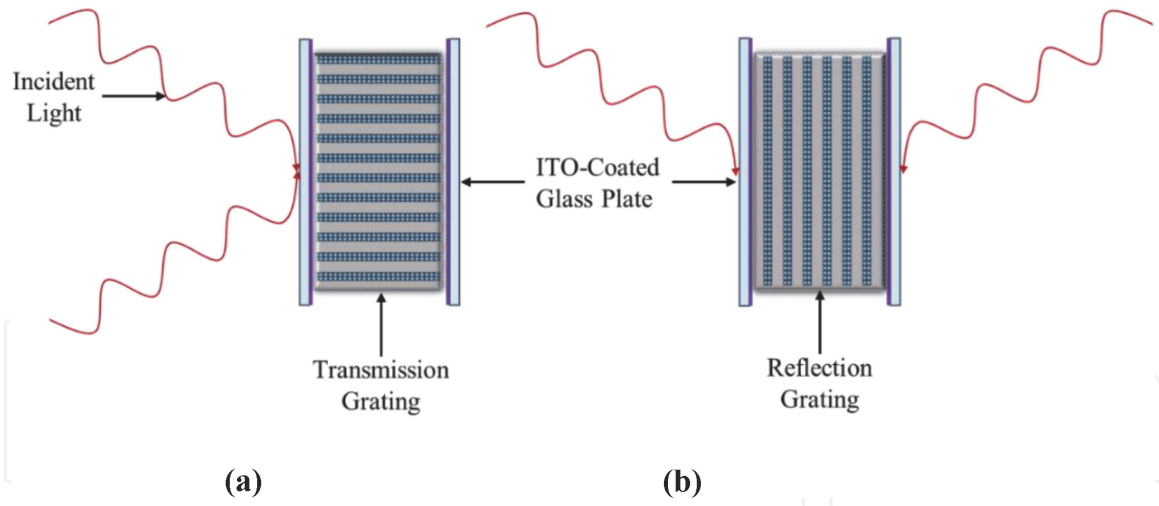 Incident
Light
ITO-Coated
Glass Plate
Transmission
Grating
Reflection
Grating
(a)
(b)